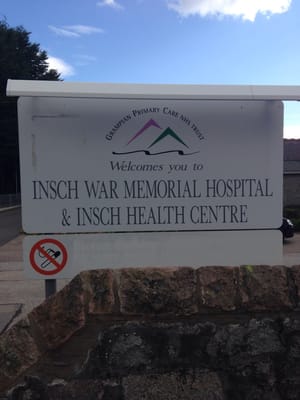 GRAMPIAN PRIMARY CARE NHS TRUST
Welcomes you to
INSCH WAR MEMORIAL HOSPITAL
& INSCH HEALTH CENTRE